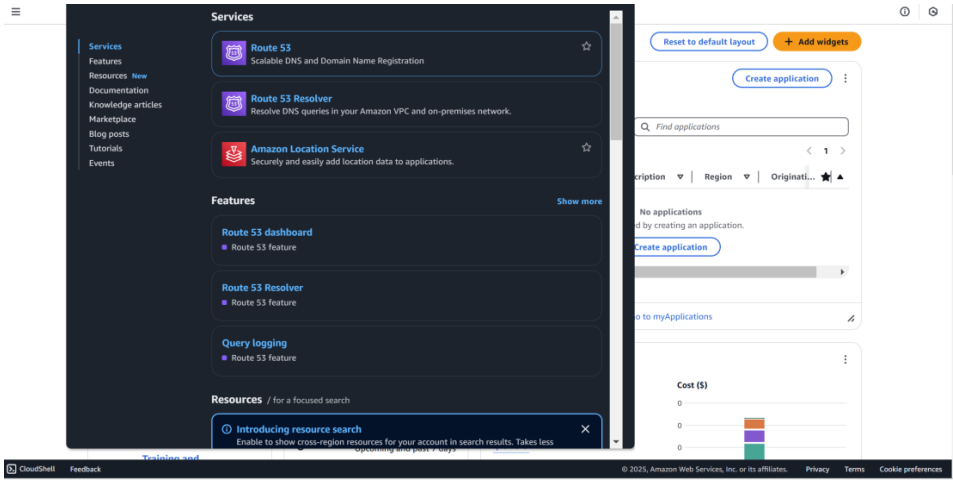 Services
Features
Resources New
Documentation
Knowledge articles
Marketplace
Blog posts
Tutorials
Events
Services
Route 53
Scalable DNS and Domain Name Registration
Route 53 Resolver
Resolve DNS queries in your Amazon VPC and on-premises network.
Amazon Location Service
Securely and easily add location data to applications.
Features
Show more
Route 53 dashboard
Route 53 feature
Route 53 Resolver
Route 53 feature
Query logging
Route 53 feature
Resources / for a focused search
Introducing resource search
Enable to show cross-region resources for your account in search results. Takes less
Reset to default layout
+ Add widgets
Create application
Find applications
1
cription
Region
Originati...
No applications
d by creating an application.
Create application
o to myApplications
Cost ($)
0
0
0
Training and
Upcoming and past 7 days
CloudShell
Feedback
© 2025, Amazon Web Services, Inc. or its affiliates.
Privacy
Terms
Cookie preferences